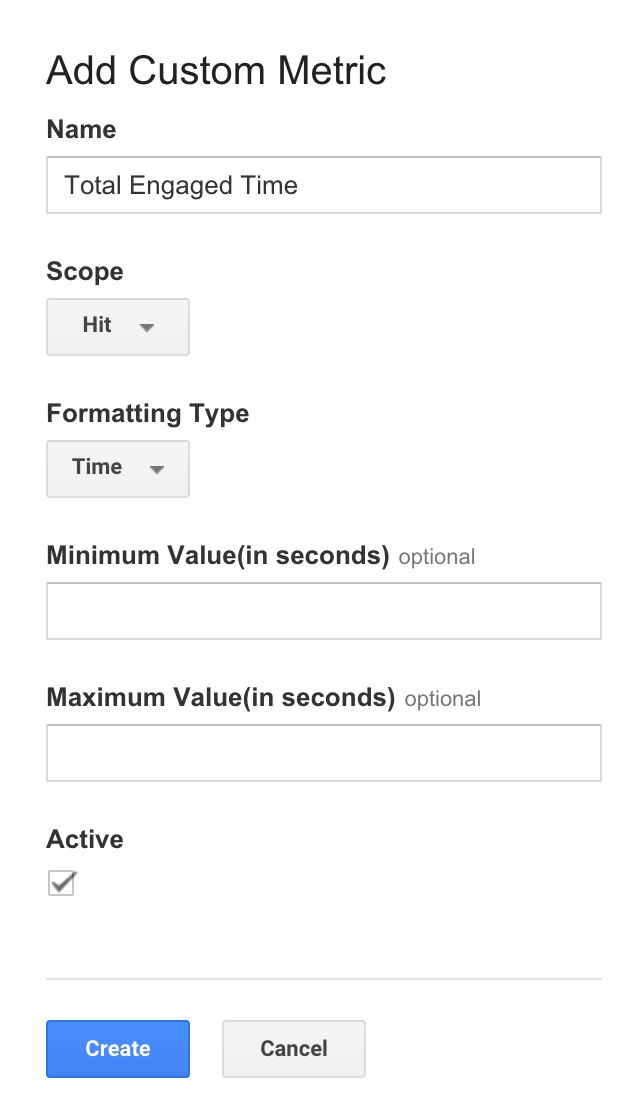 Add Custom Metric
Name
Total Engaged Time
Scope
Hit
Formatting Type
Time
Minimum Value(in seconds) optional
Maximum Value(in seconds) optional
Active
Create Cancel